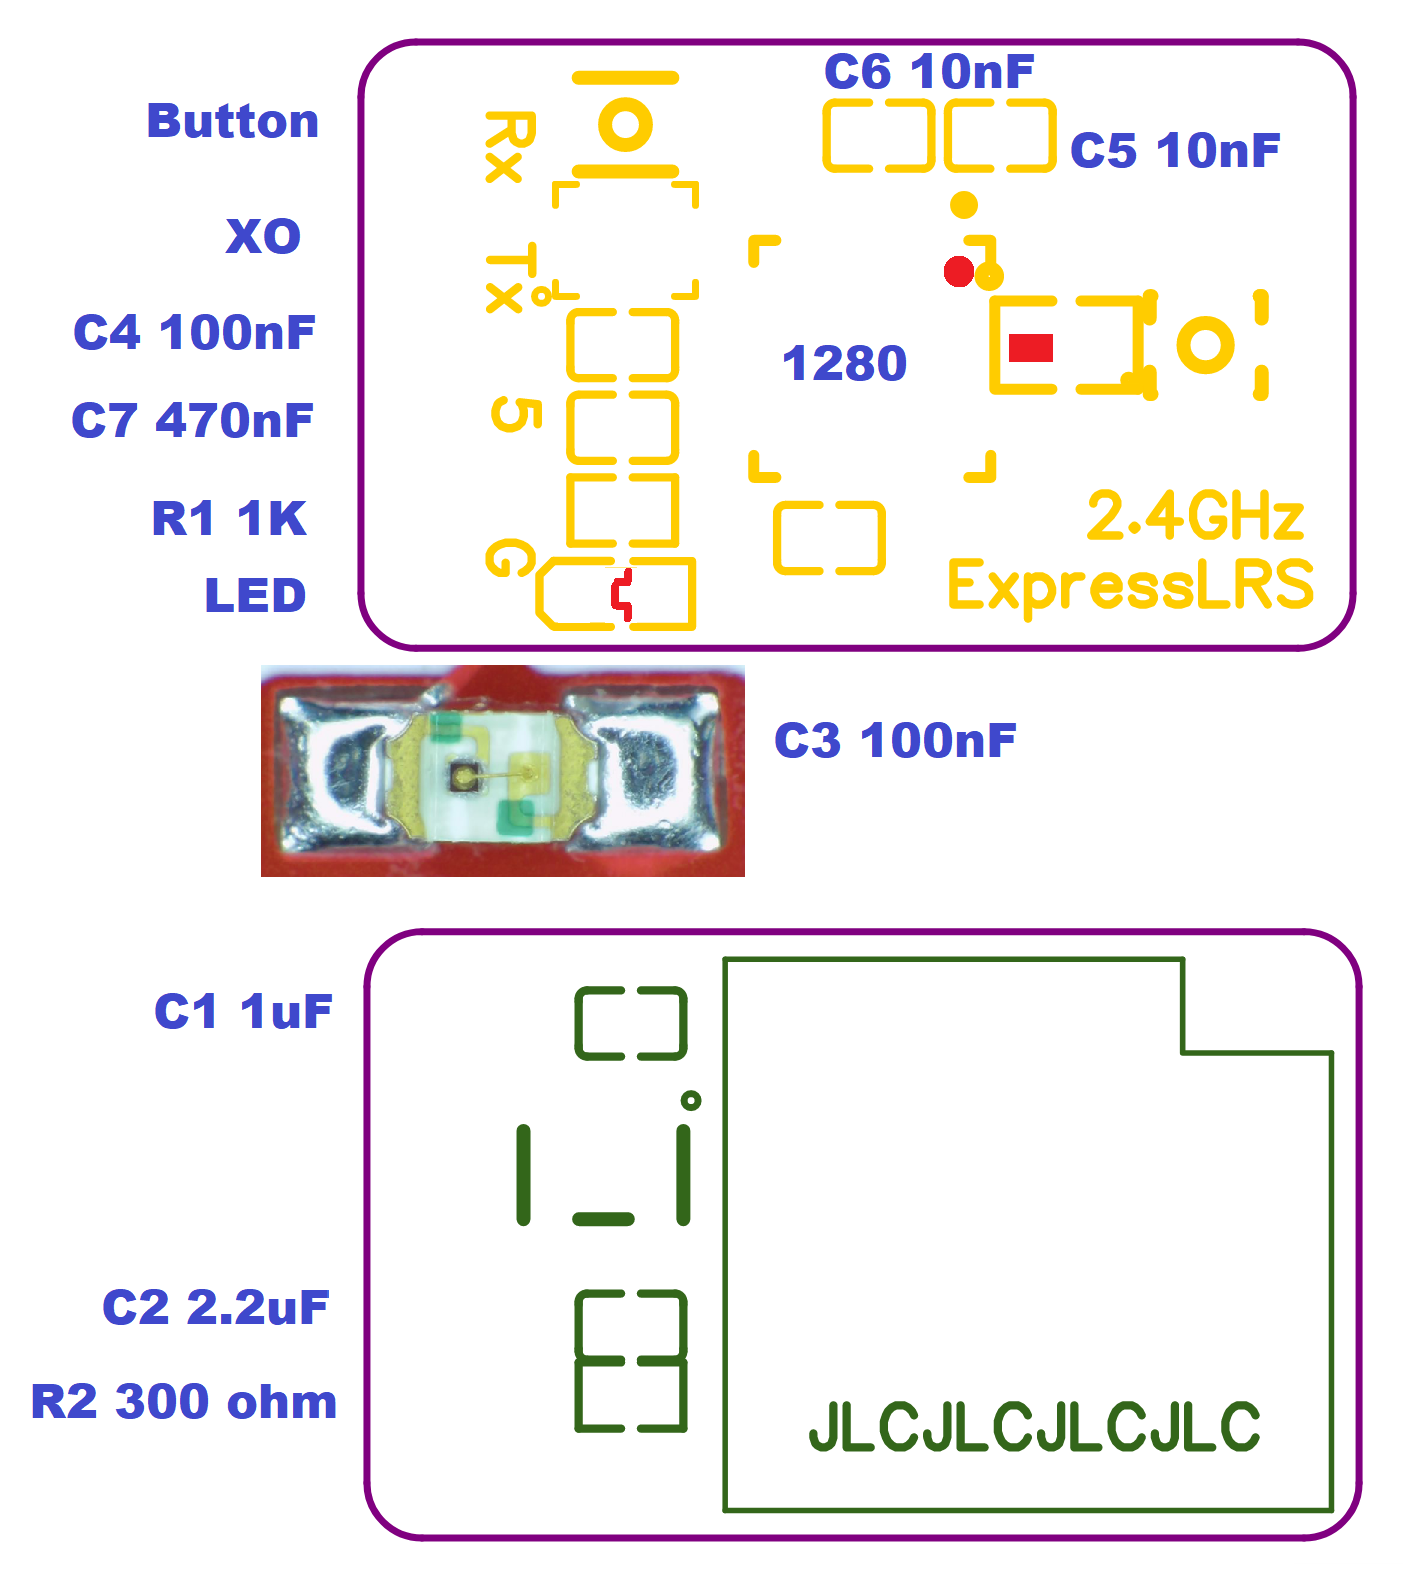 C6 10nF
Button
Rx
C5 10nF
XO
Tx
C4 100nF
1280
C7 470nF
5
R1 1K
2.4GHz
G
LED
ExpressLRS
C3 100nF
C1 1uF
C2 2.2uF
R2 300 ohm
JLCJLCJLCJLC